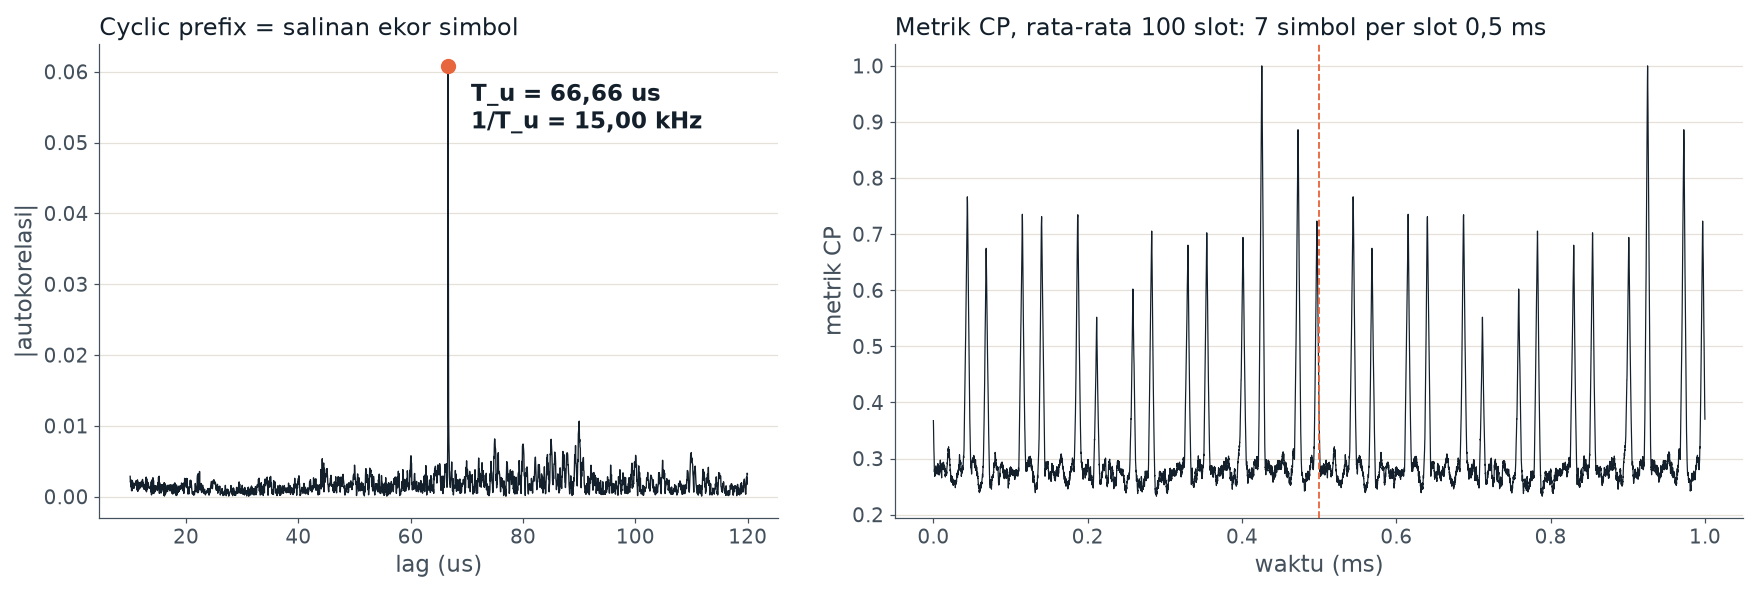 Cyclic prefix = salinan ekor simbol
0.06
0.05
0.04
0.03
0.02
0.01
0.00
|autokorelasi|
T_u = 66,66 us
1/T_u = 15,00 kHz
20 40 60 80 100 120
lag (us)
Metrik CP, rata-rata 100 slot: 7 simbol per slot 0,5 ms
1.0
0.9
0.8
0.7
0.6
0.5
0.4
0.3
0.2
metrik CP
0.0 0.2 0.4 0.6 0.8 1.0
waktu (ms)